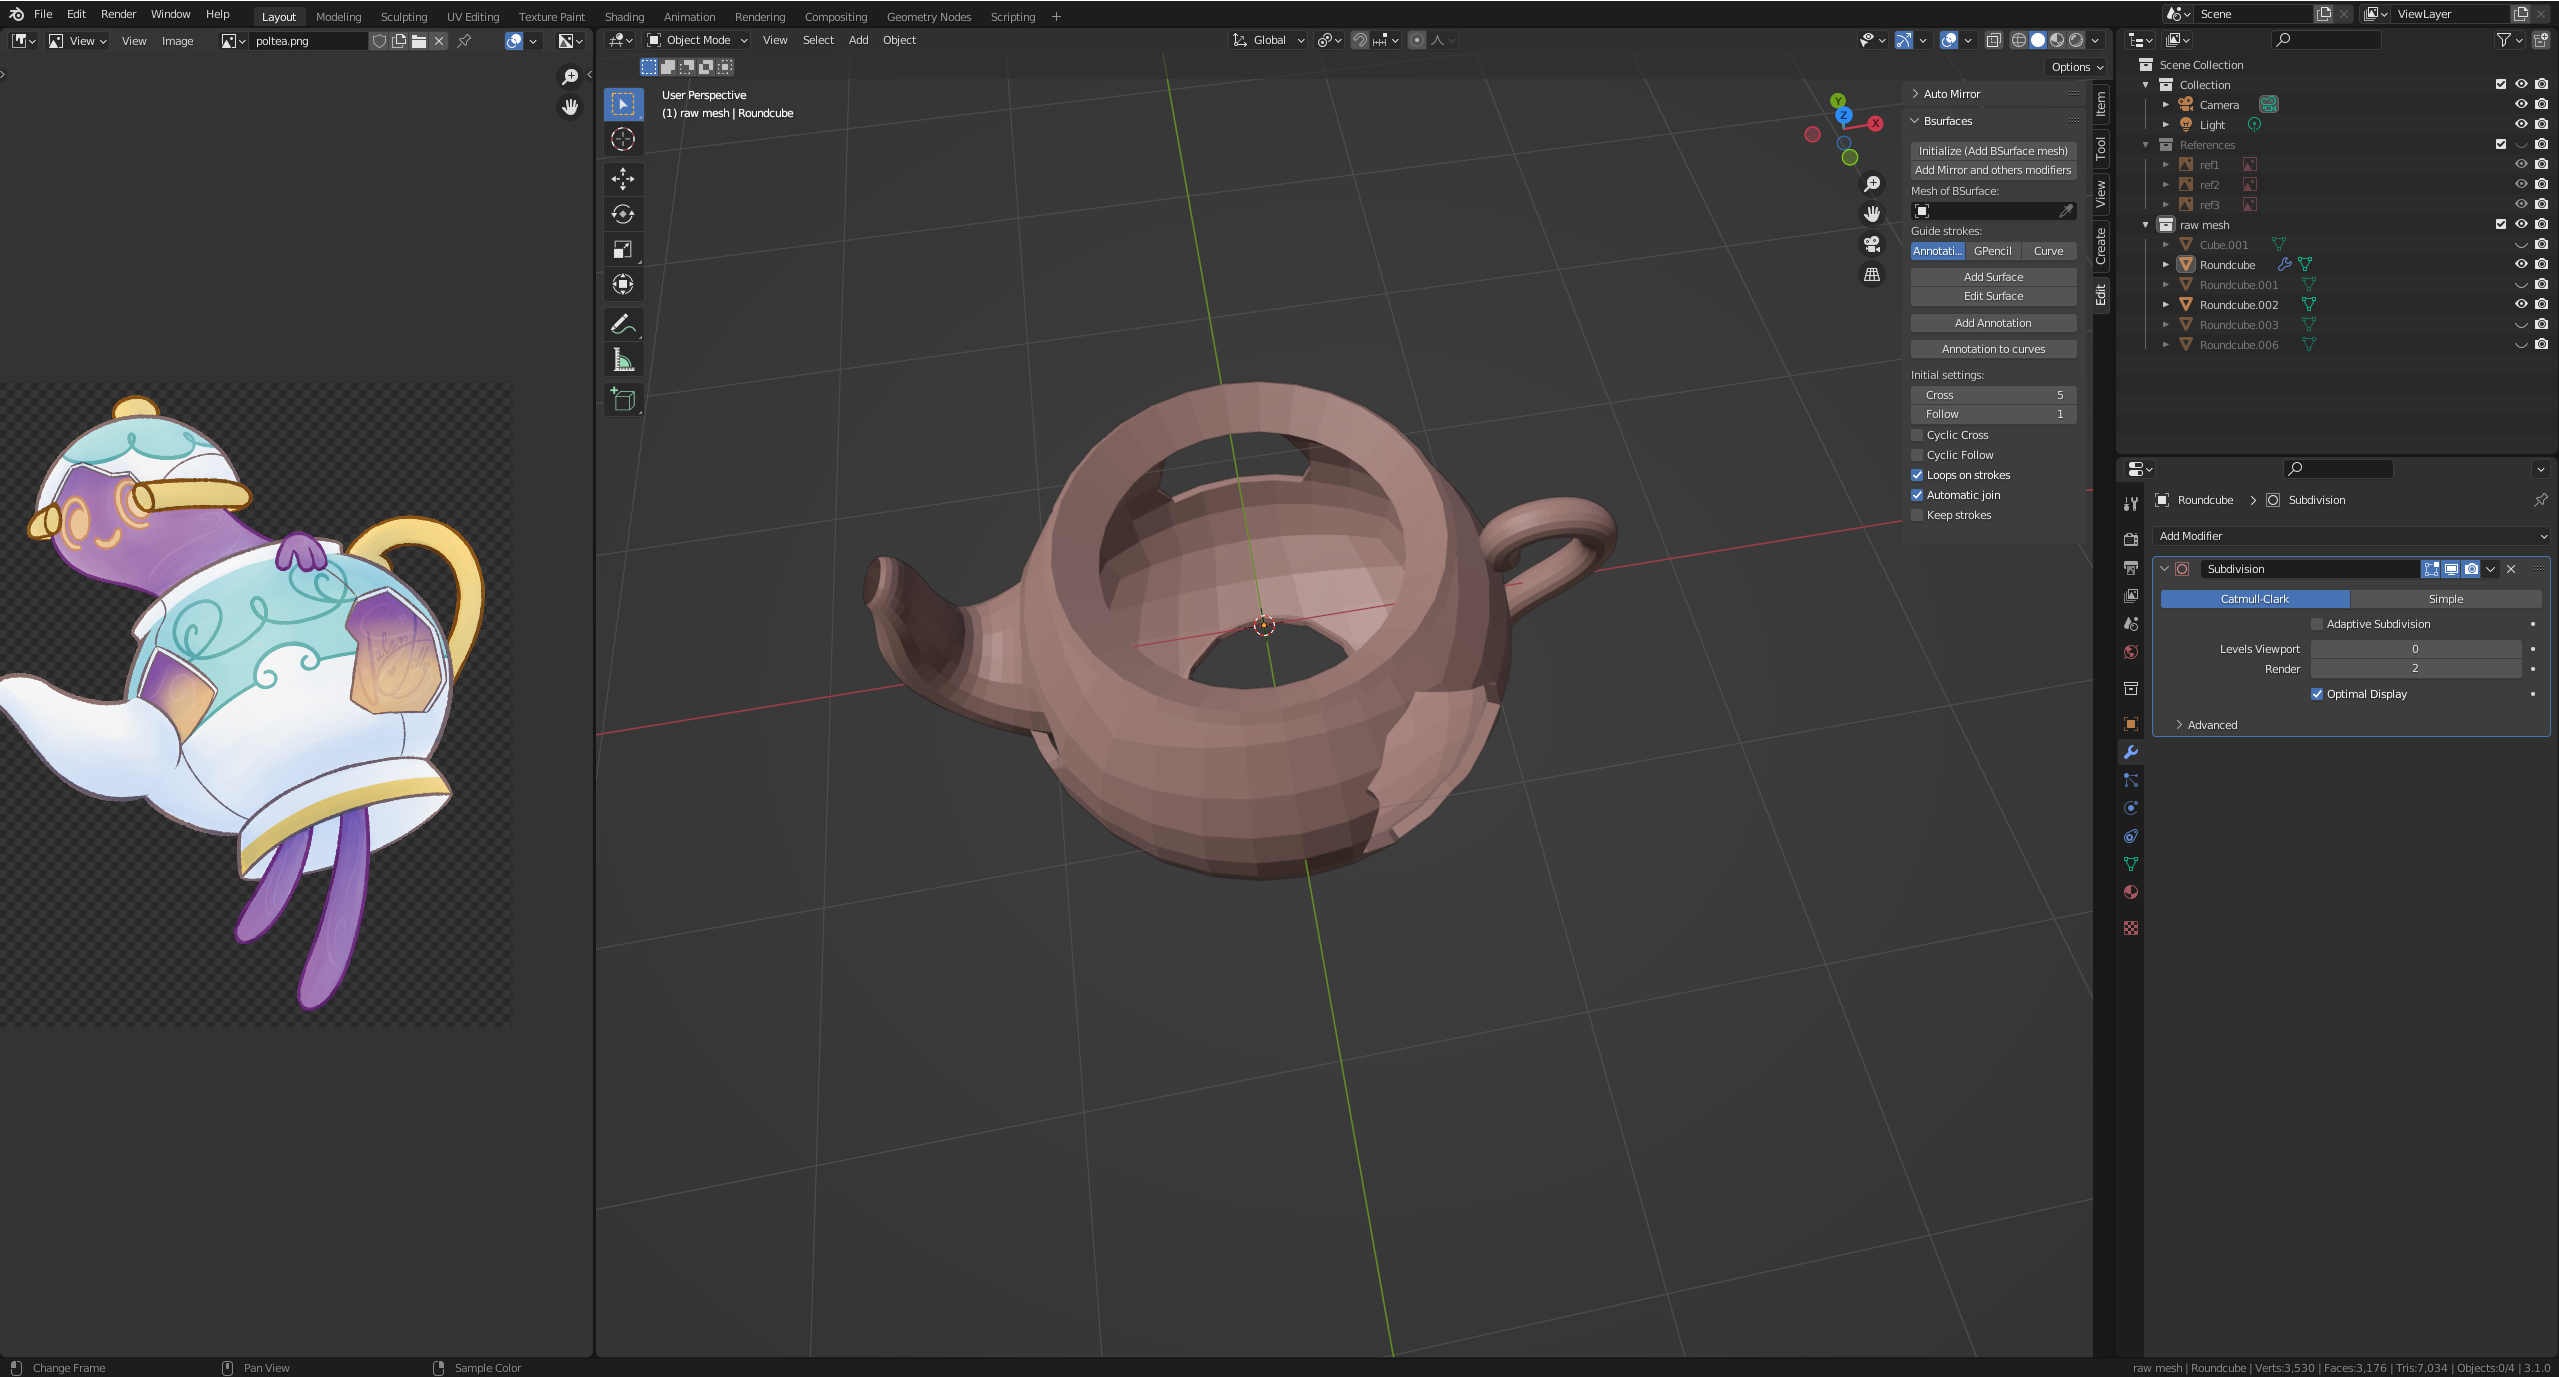 File Edit Render Window Help Layout Modeling Sculpting UV Editing Texture Paint Shading Animation Rendering Compositing Geometry Nodes Scripting +
Scene
ViewLayer
View View Image poltea.png
Object Mode View Select Add Object
Global
Options
User Perspective
(1) raw mesh | Roundcube
Y
Z
X
Auto Mirror
Bsurfaces
Initialize (Add BSurface mesh)
Add Mirror and others modifiers
Mesh of BSurface:
Guide strokes:
Annotati... GPencil Curve
Add Surface
Edit Surface
Add Annotation
Annotation to curves
Initial settings:
Cross 5
Follow 1
Cyclic Cross
Cyclic Follow
Loops on strokes
Automatic join
Keep strokes
Item
Tool
View
Create
Edit
Scene Collection
Collection
Camera
Light
References
ref1
ref2
ref3
raw mesh
Cube.001
Roundcube
Roundcube.001
Roundcube.002
Roundcube.003
Roundcube.006
Roundcube > Subdivision
Add Modifier
Subdivision
Catmull-Clark Simple
Adaptive Subdivision
Levels Viewport 0
Render 2
Optimal Display
Advanced
Change Frame Pan View Sample Color
raw mesh | Roundcube | Verts:3,530 | Faces:3,176 | Tris:7,034 | Objects:0/4 | 3.1.0